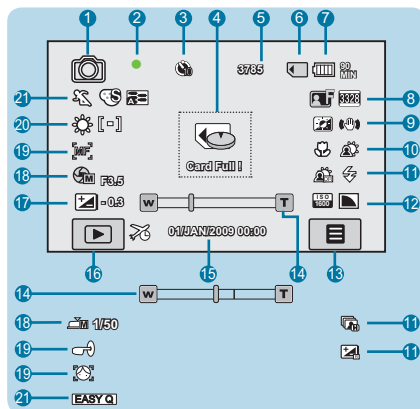 1 2 3 4 5 6 7
3785 90 MIN
21 S 3328 8
20 [-] 9
19 MF 10
Card Full !
18 M F3.5 11
17 - 0.3 W T ISO 1600 12
16 01/JAN/2009 00:00 15 14 13
14 W T
18 M 1/50 11
19 11
19
21 EASY Q